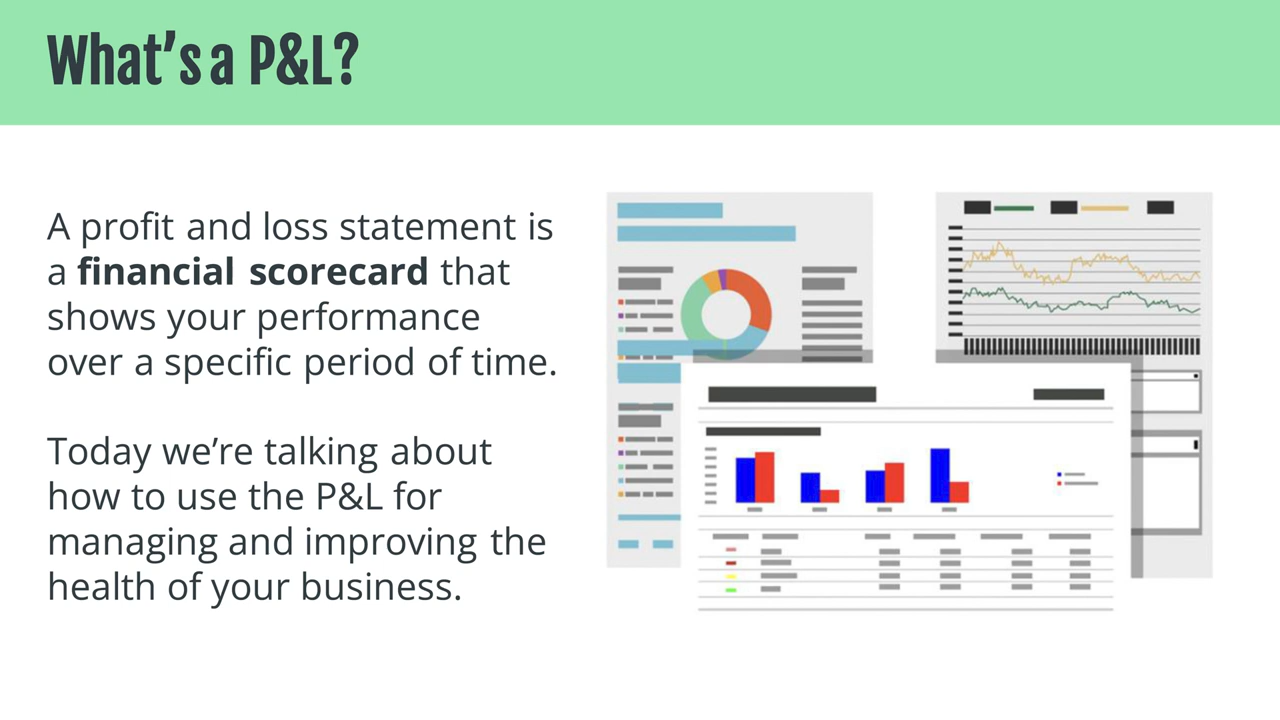 What’s a P&L?
A profit and loss statement is
a financial scorecard that
shows your performance
over a specific period of time.
Today we’re talking about
how to use the P&L for
managing and improving the
health of your business.